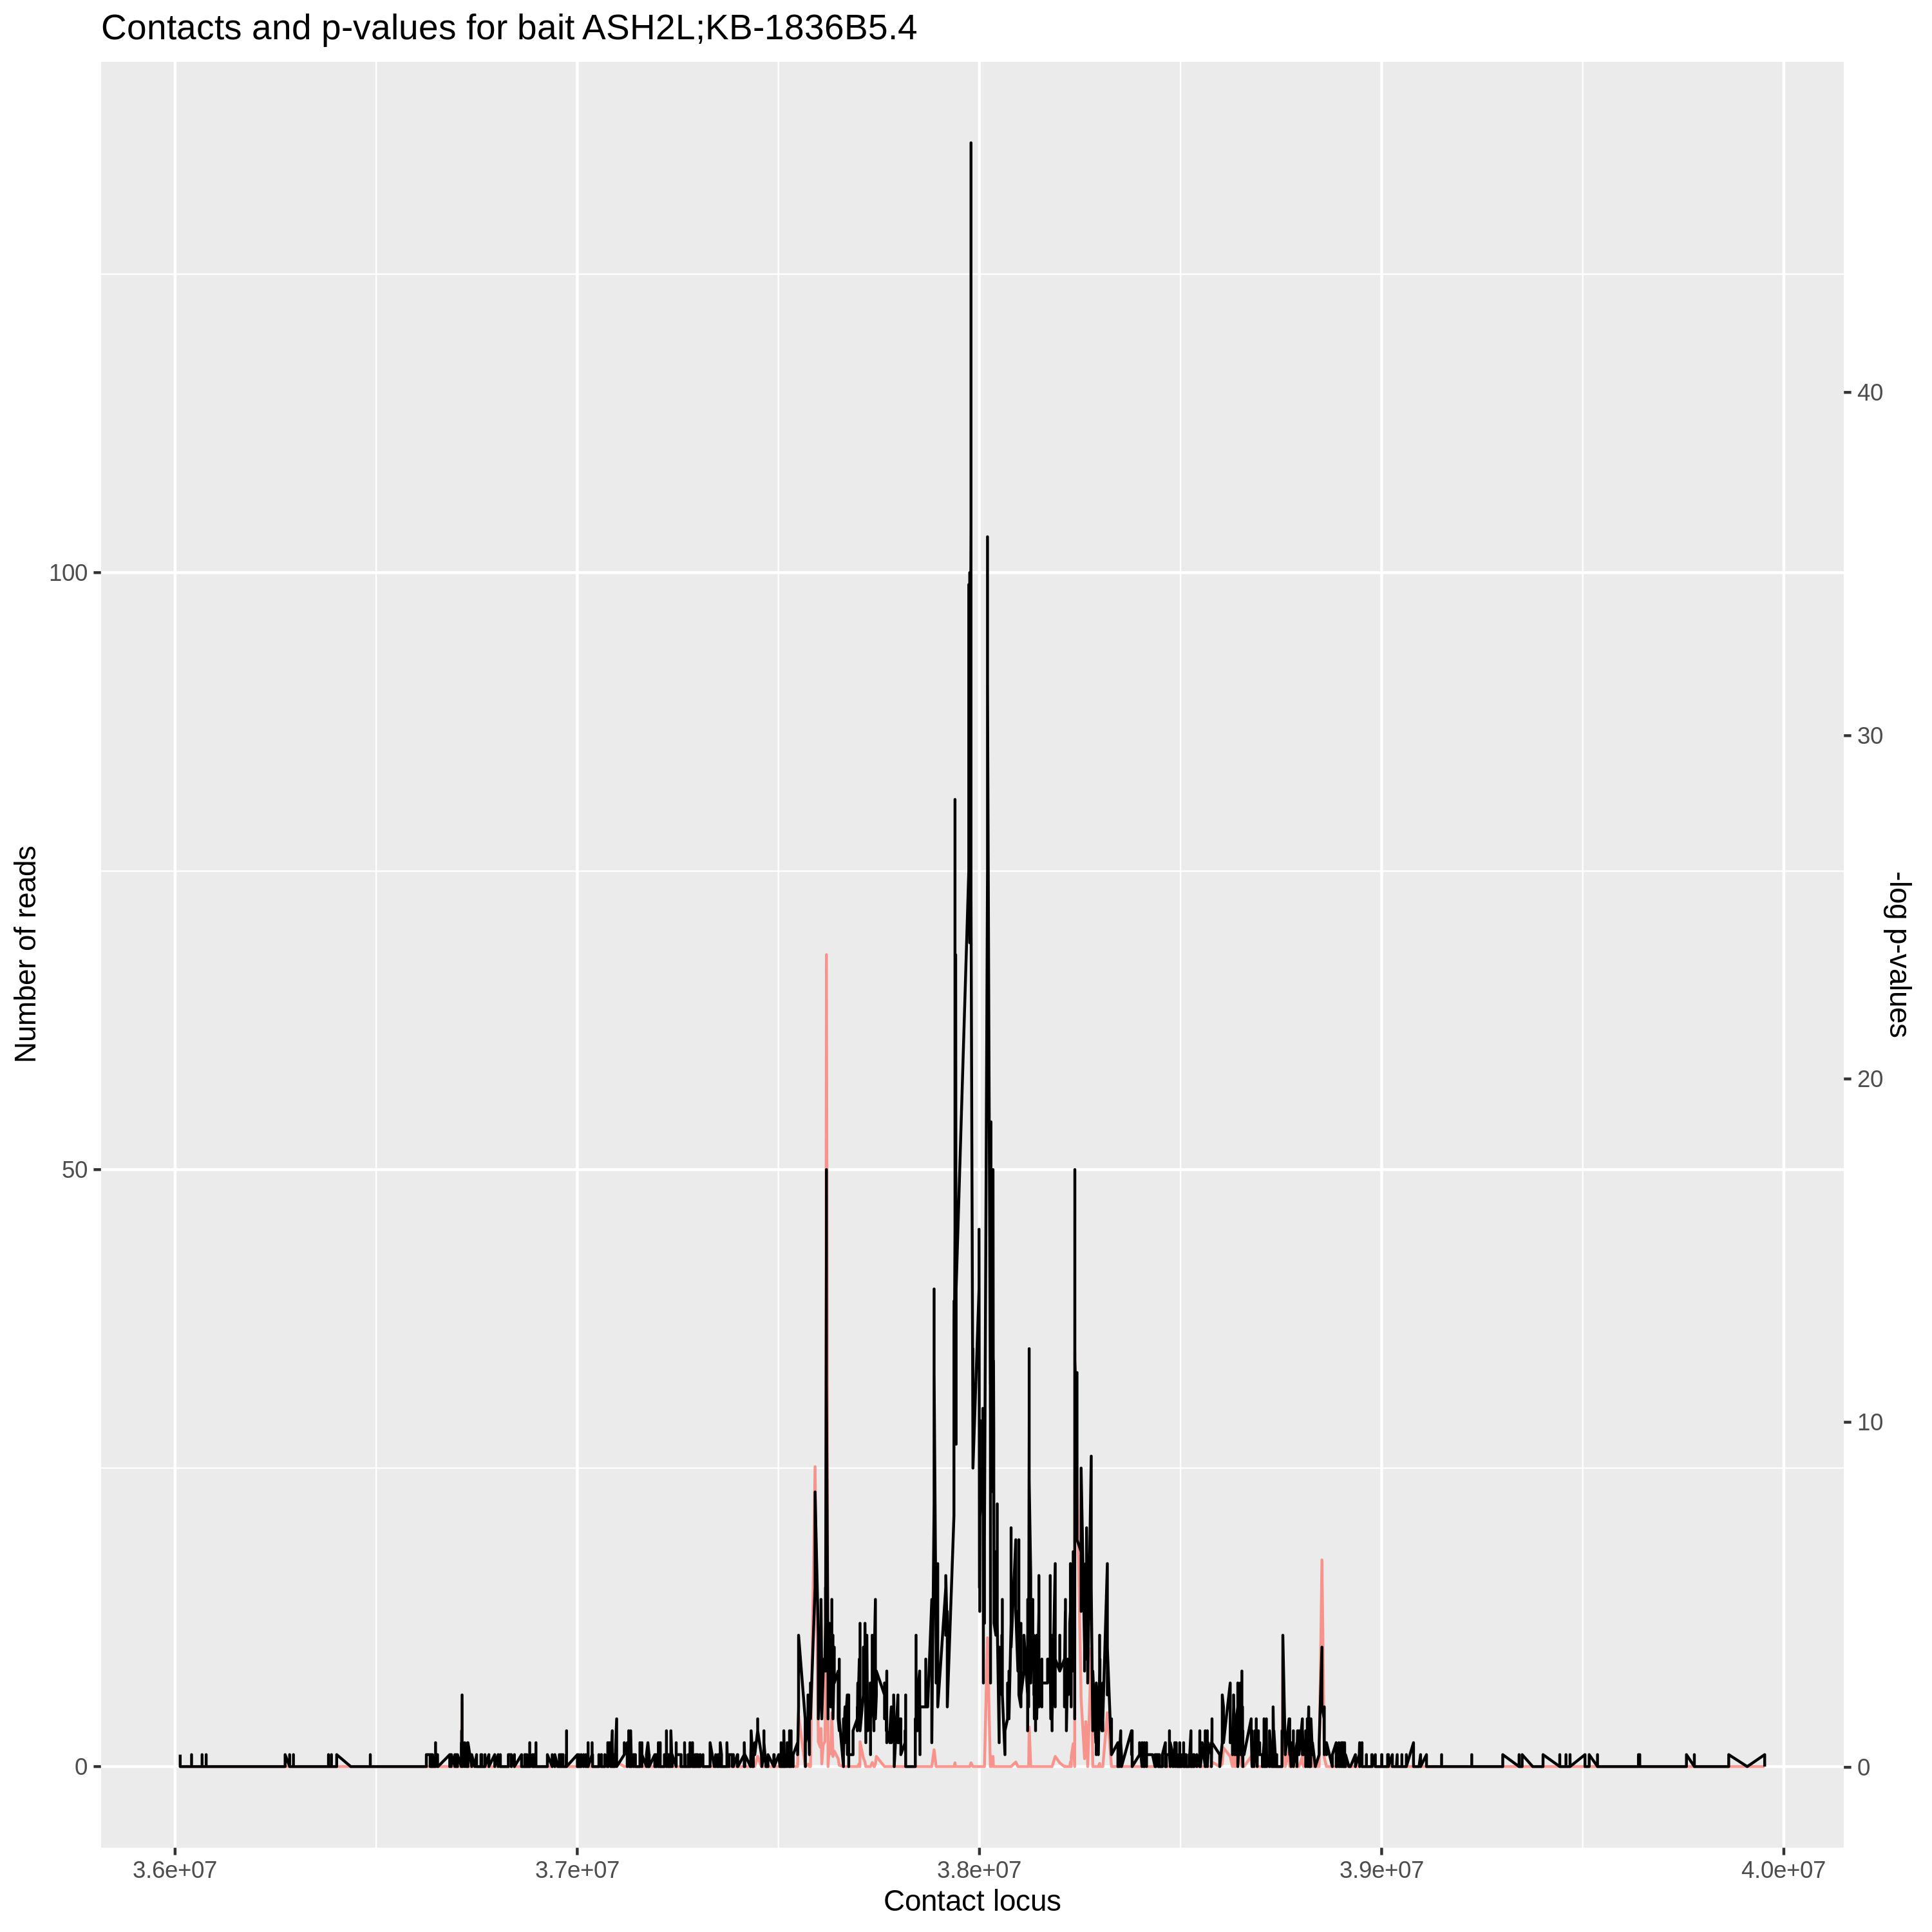 Contacts and p-values for bait ASH2L;KB-1836B5.4
Number of reads
100
50
0
40
30
20
10
0
-log p-values
3.6e+07 3.7e+07 3.8e+07 3.9e+07 4.0e+07
Contact locus